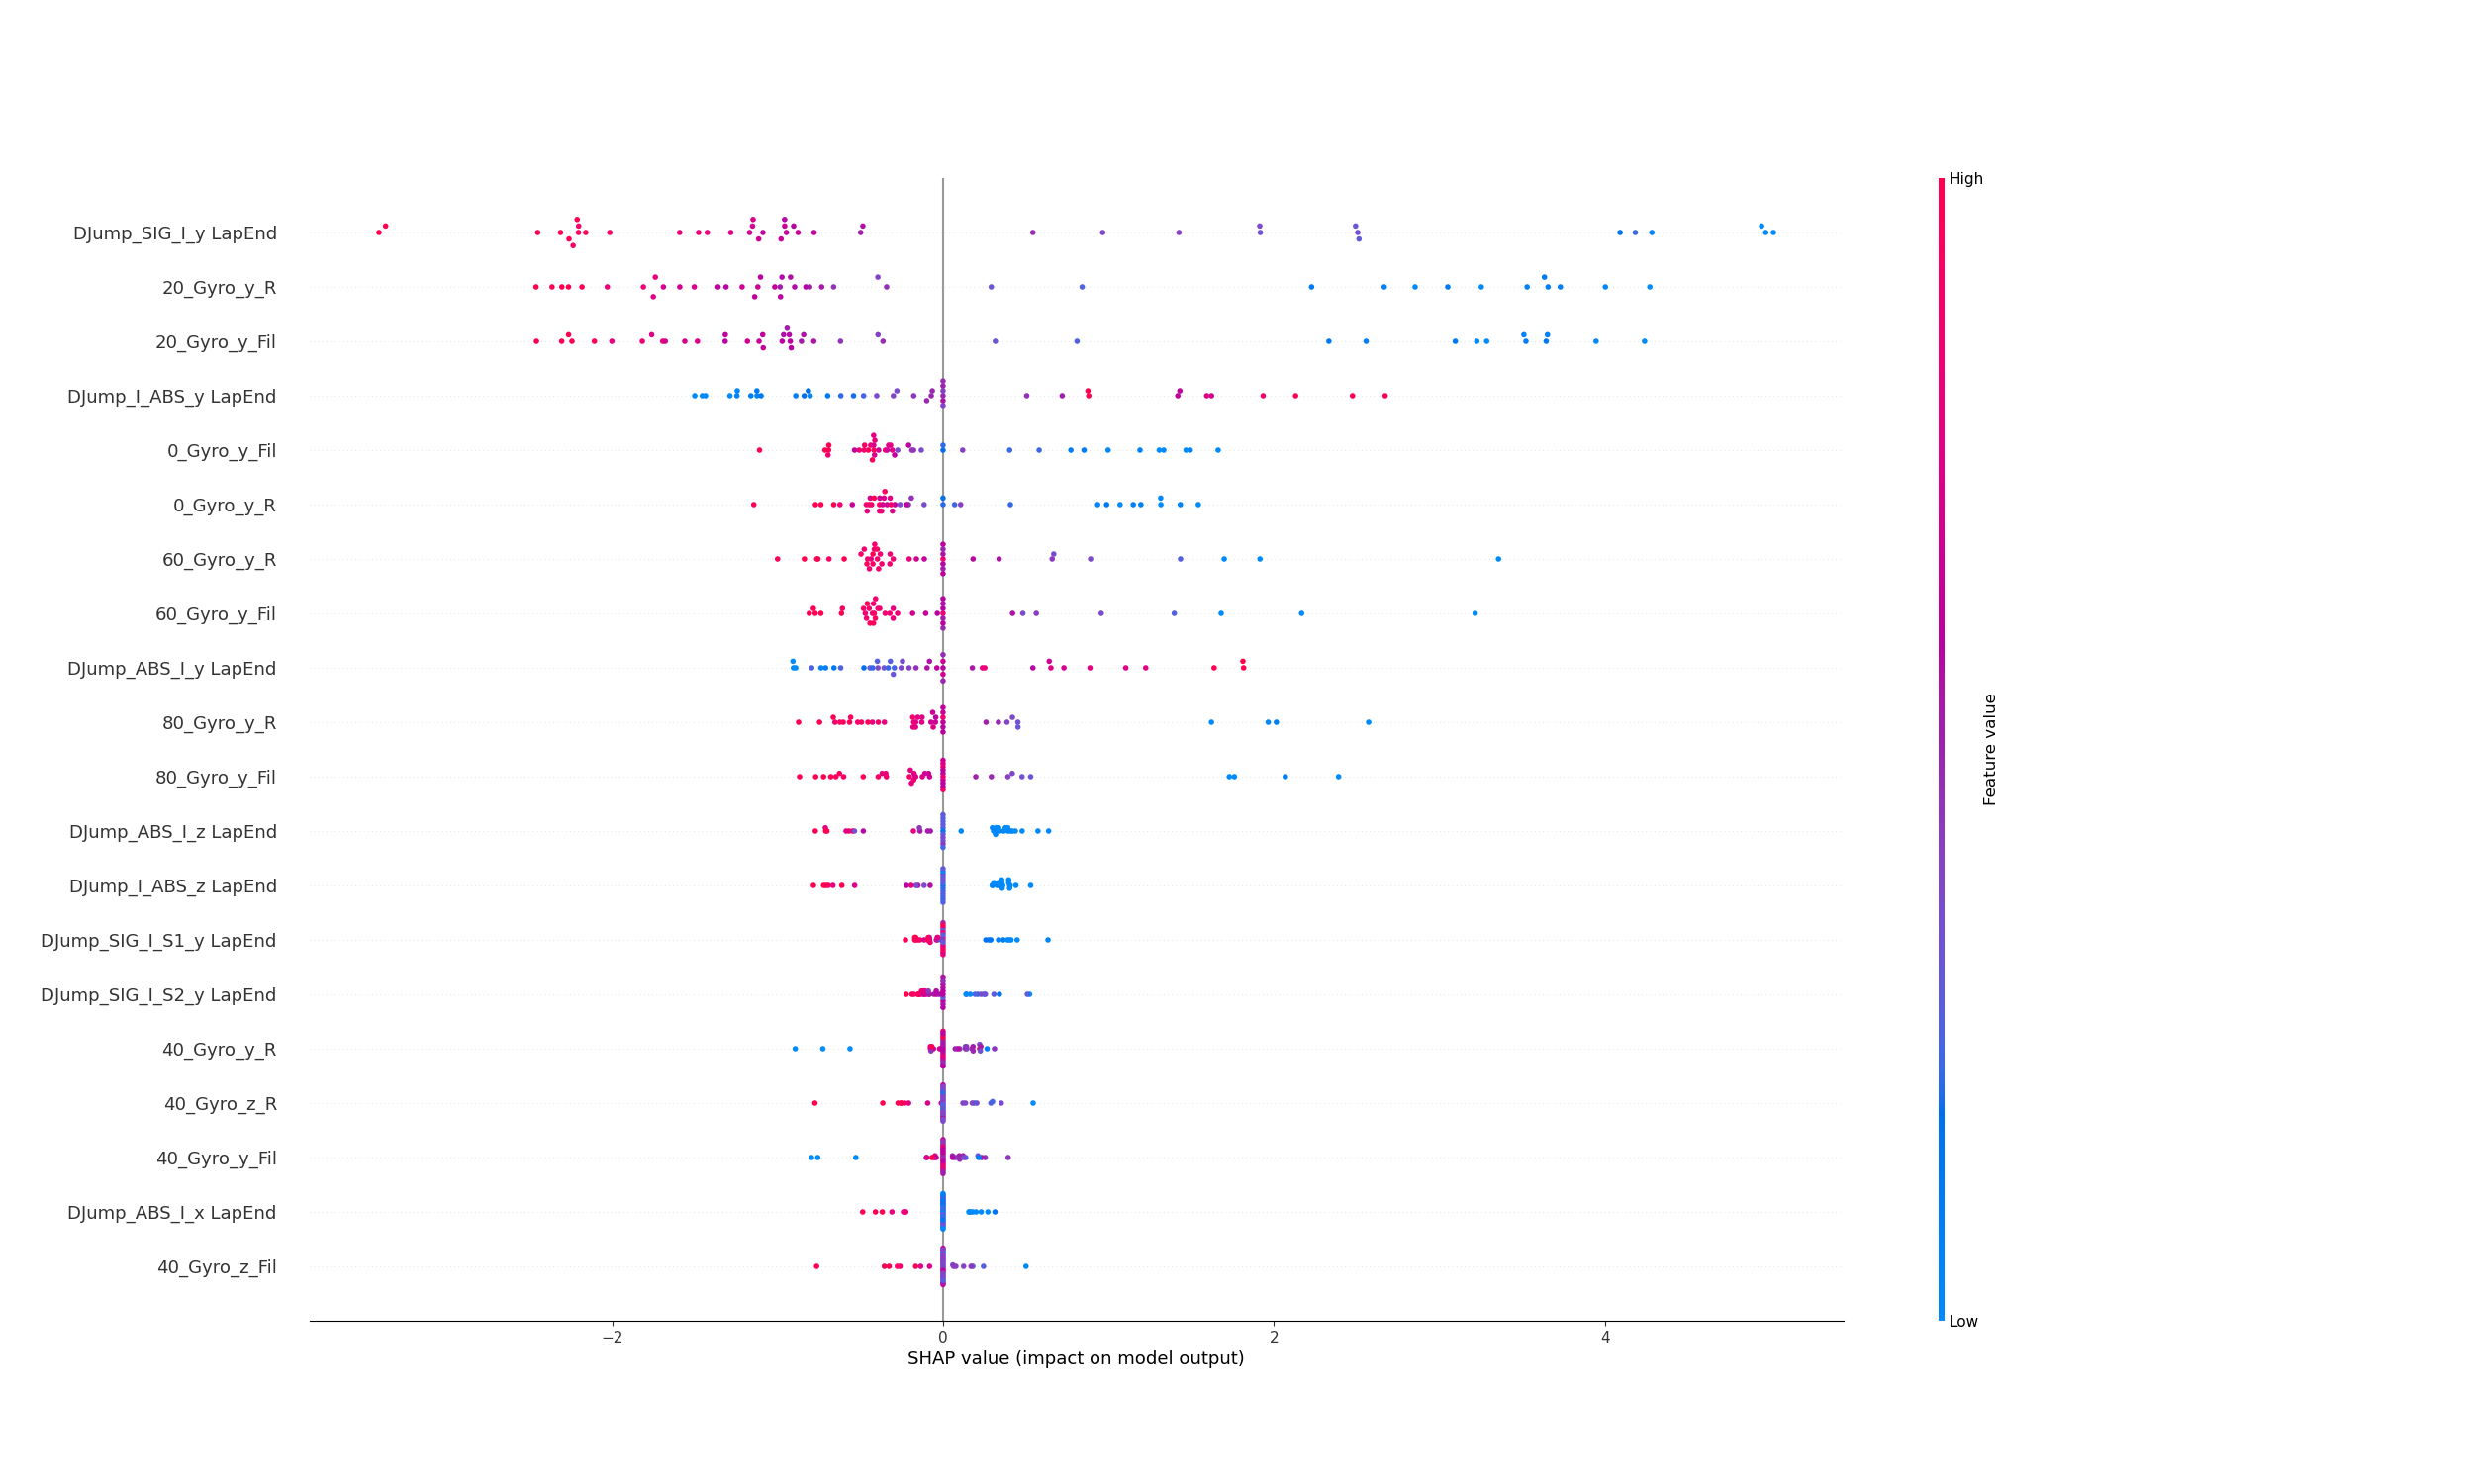 High
DJump_SIG_I_y LapEnd
20_Gyro_y_R
20_Gyro_y_Fil
DJump_I_ABS_y LapEnd
0_Gyro_y_Fil
0_Gyro_y_R
60_Gyro_y_R
60_Gyro_y_Fil
DJump_ABS_I_y LapEnd
80_Gyro_y_R
80_Gyro_y_Fil
DJump_ABS_I_z LapEnd
DJump_I_ABS_z LapEnd
DJump_SIG_I_S1_y LapEnd
DJump_SIG_I_S2_y LapEnd
40_Gyro_y_R
40_Gyro_z_R
40_Gyro_y_Fil
DJump_ABS_I_x LapEnd
40_Gyro_z_Fil
Feature value
Low
−2 0 2 4
SHAP value (impact on model output)